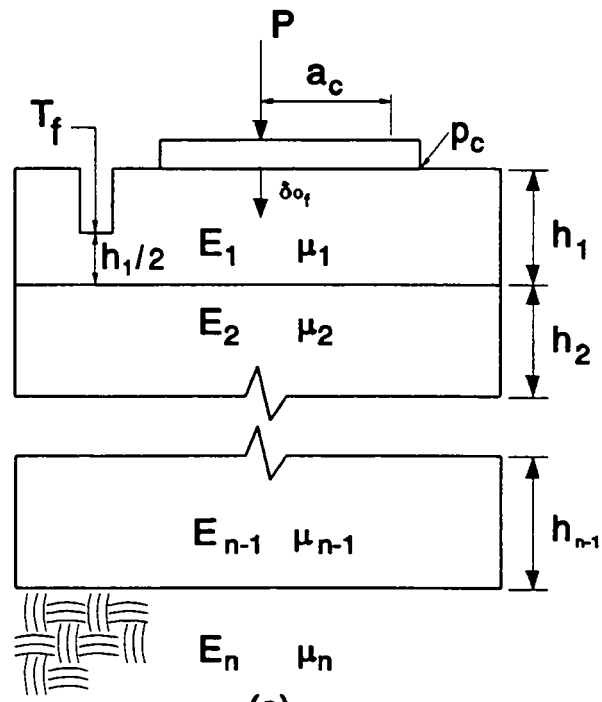 P
a_c
T_f
p_c
δo_f
h_1/2
E_1 μ_1
h_1
E_2 μ_2
h_2
E_n-1 μ_n-1
h_n-1
E_n μ_n